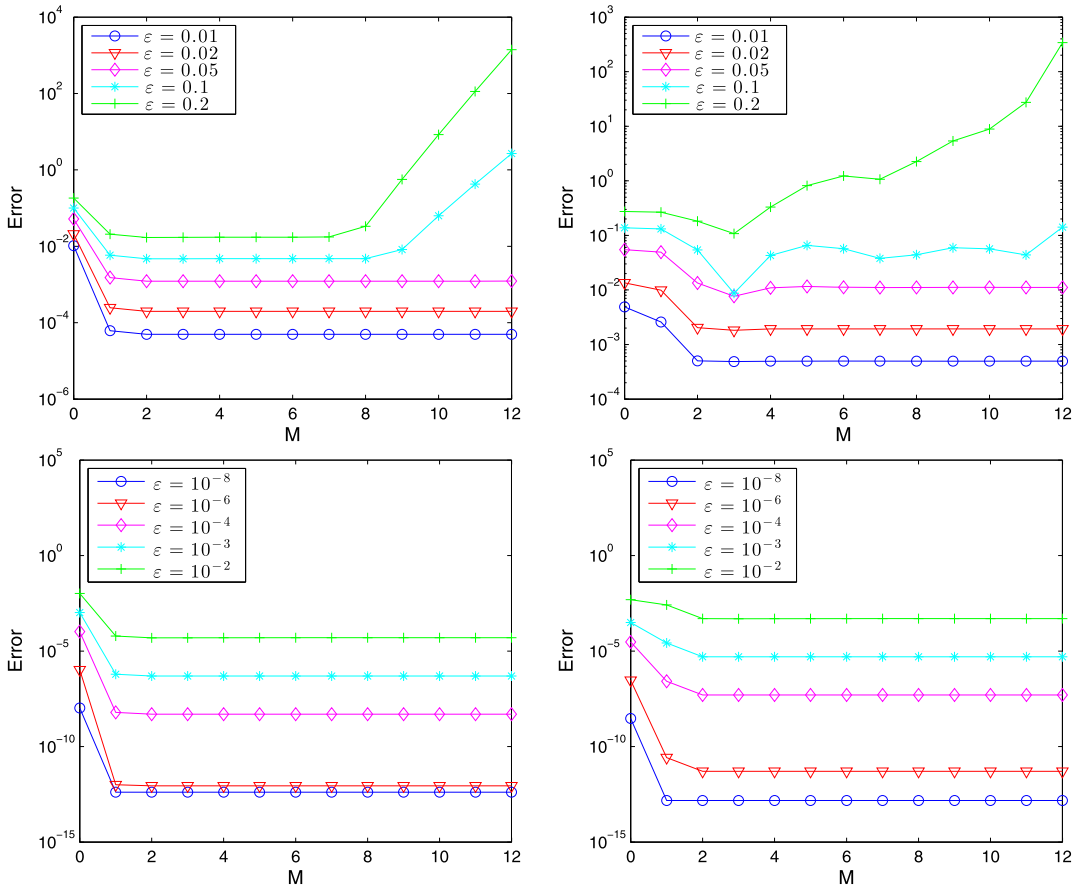 10^4
10^2
10^0
10^−2
10^−4
10^−6
Error
ε = 0.01
ε = 0.02
ε = 0.05
ε = 0.1
ε = 0.2
0 2 4 6 8 10 12
M
10^3
10^2
10^1
10^0
10^−1
10^−2
10^−3
10^−4
Error
ε = 0.01
ε = 0.02
ε = 0.05
ε = 0.1
ε = 0.2
0 2 4 6 8 10 12
M
10^5
10^0
10^−5
10^−10
10^−15
Error
ε = 10^−8
ε = 10^−6
ε = 10^−4
ε = 10^−3
ε = 10^−2
0 2 4 6 8 10 12
M
10^5
10^0
10^−5
10^−10
10^−15
Error
ε = 10^−8
ε = 10^−6
ε = 10^−4
ε = 10^−3
ε = 10^−2
0 2 4 6 8 10 12
M